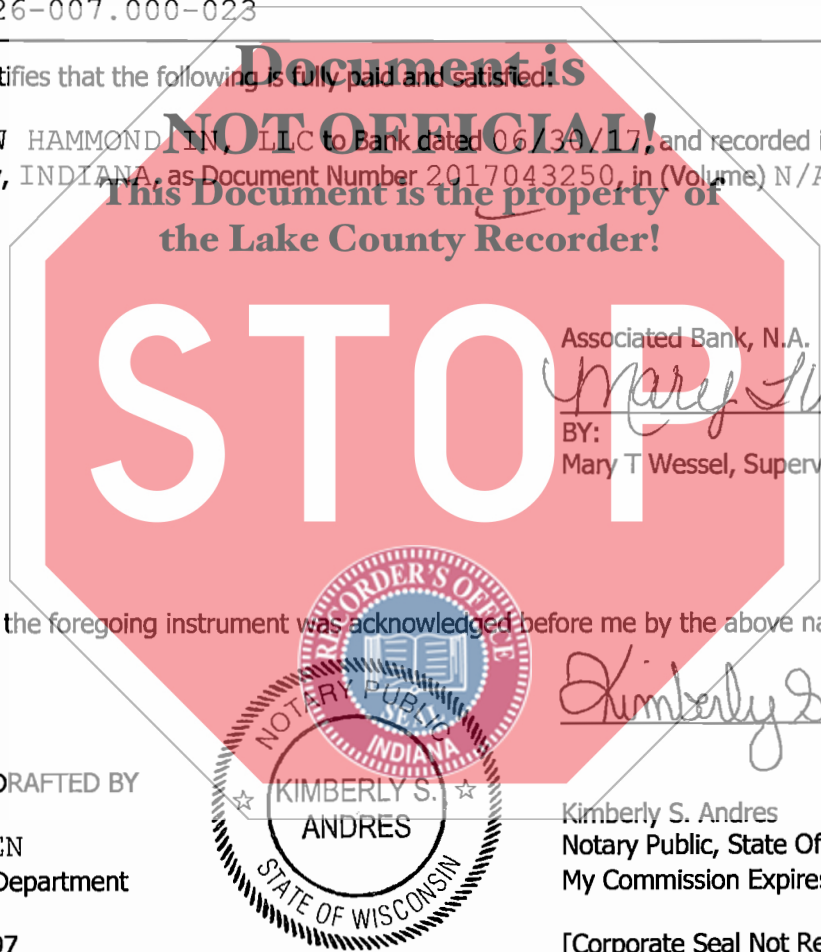 26-007.000-023
Document is
tifies that the following is fully paid and satisfied:
NOT OFFICIAL!
HAMMOND IN, LLC to Bank dated 06/30/17, and recorded
, INDIANA, as Document Number 2017043250, in (Volume) N/A
This Document is the property of
the Lake County Recorder!
STOP
Associated Bank, N.A.
Mary T
BY:
Mary T Wessel, Superv
RECORDER'S OFFICE
SEAL
INDIANA
the foregoing instrument was acknowledged before me by the above na
Kimberly S
NOTARY PUBLIC
KIMBERLY S.
ANDRES
STATE OF WISCONSIN
DRAFTED BY
EN
Department
07
Kimberly S. Andres
Notary Public, State Of
My Commission Expires
[Corporate Seal Not Re